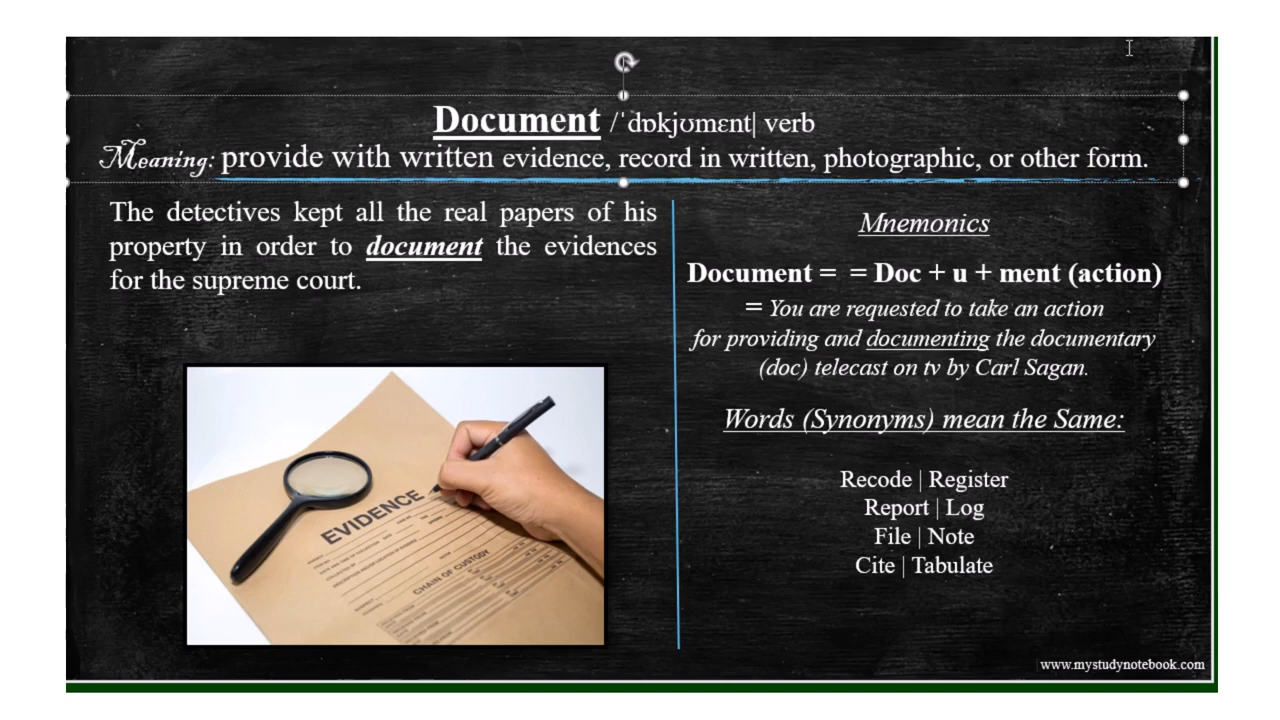 Document /ˈdɒkjʊmɛnt| verb
Meaning: provide with written evidence, record in written, photographic, or other form.
The detectives kept all the real papers of his
property in order to document the evidences
for the supreme court.
EVIDENCE
CHAIN OF CUSTODY
Mnemonics
Document = = Doc + u + ment (action)
= You are requested to take an action
for providing and documenting the documentary
(doc) telecast on tv by Carl Sagan.
Words (Synonyms) mean the Same:
Recode | Register
Report | Log
File | Note
Cite | Tabulate
www.mystudynotebook.com